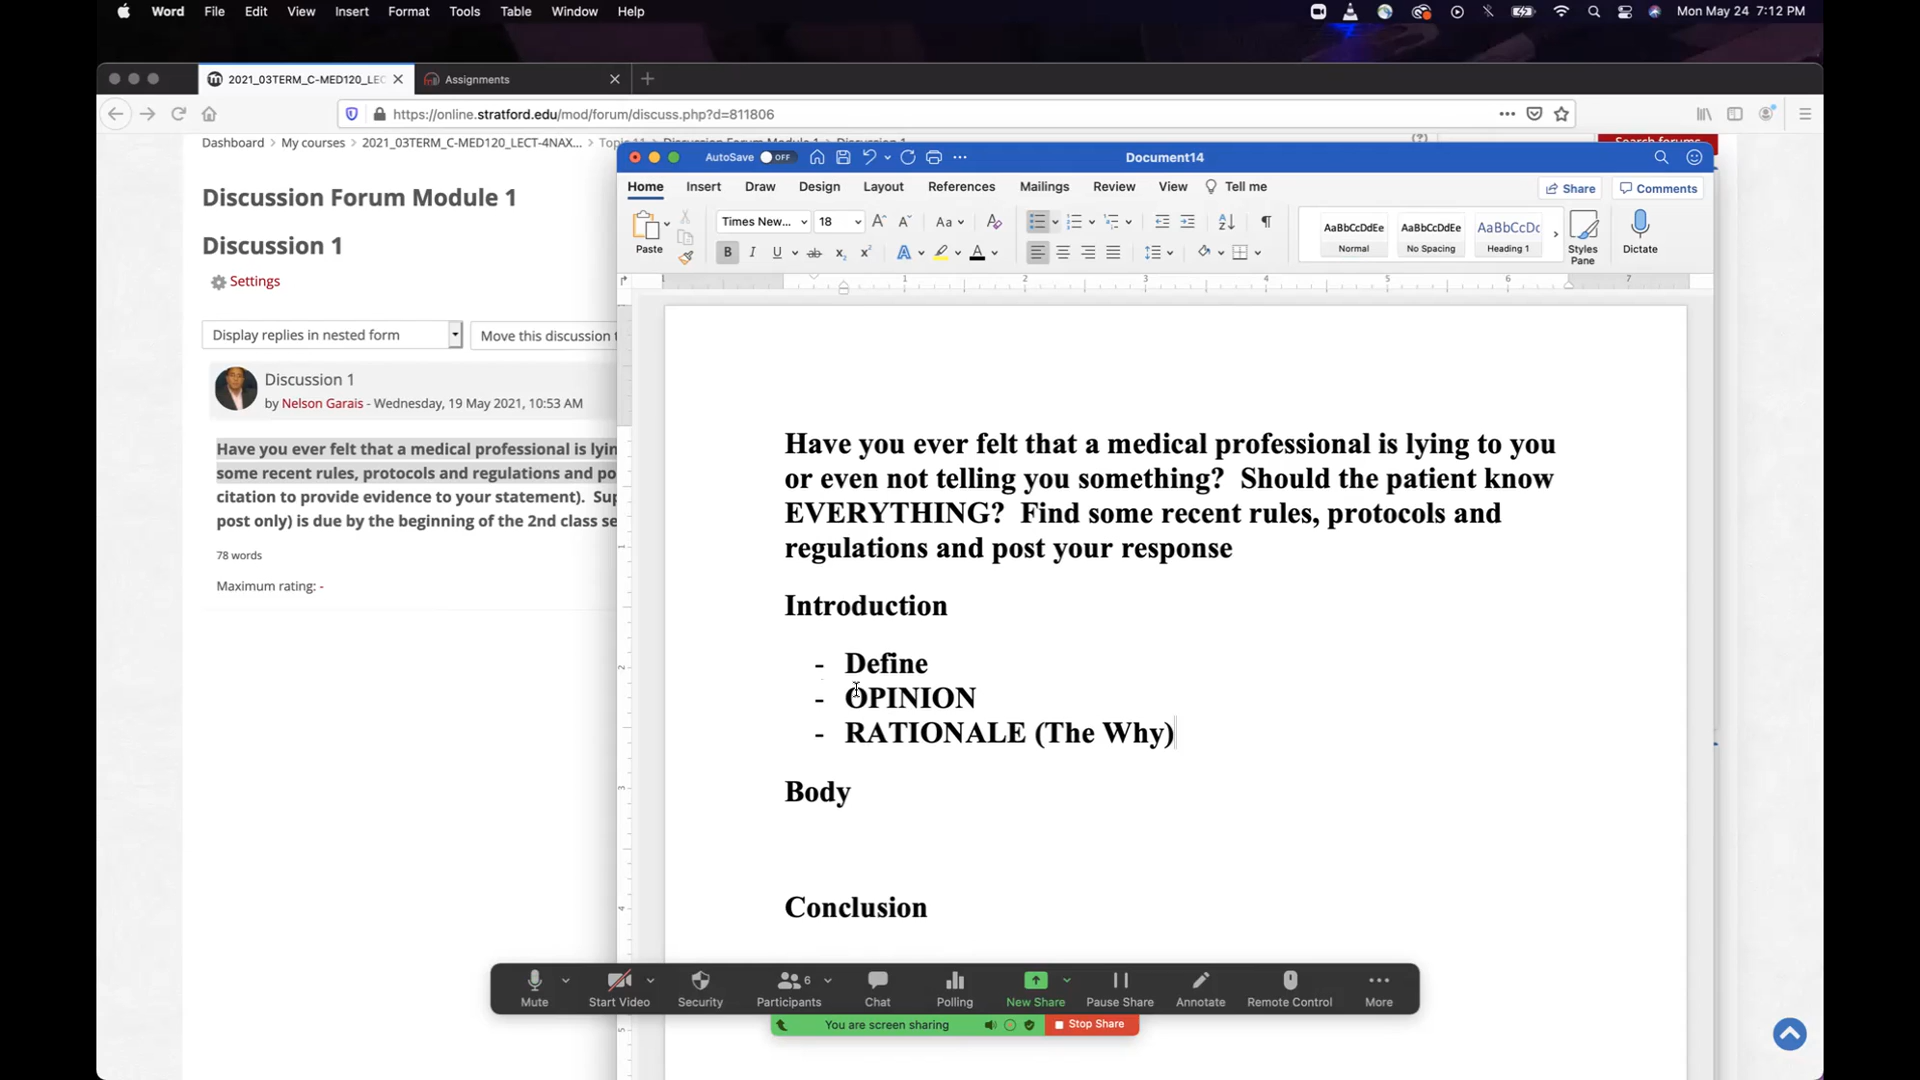 Word File Edit View Insert Format Tools Table Window Help Mon May 24 7:12 PM
2021_03TERM_C-MED120_LEC Assignments
https://online.stratford.edu/mod/forum/discuss.php?d=811806
Dashboard > My courses > 2021_03TERM_C-MED120_LECT-4NAX... >
Discussion Forum Module 1
Discussion 1
Settings
Display replies in nested form Move this discussion t
Discussion 1
by Nelson Garais - Wednesday, 19 May 2021, 10:53 AM
Have you ever felt that a medical professional is lyin
some recent rules, protocols and regulations and po
citation to provide evidence to your statement). Sup
post only) is due by the beginning of the 2nd class se
78 words
Maximum rating: -
AutoSave OFF Document14
Home Insert Draw Design Layout References Mailings Review View Tell me Share Comments
Paste Times New... 18 Aa AaBbCcDdEe AaBbCcDdEe AaBbCcDc
Normal No Spacing Heading 1 Styles Pane Dictate
1 1 2 3 4 5 6 7
Have you ever felt that a medical professional is lying to you
or even not telling you something? Should the patient know
EVERYTHING? Find some recent rules, protocols and
regulations and post your response
Introduction
- Define
- OPINION
- RATIONALE (The Why)
Body
Conclusion
Mute Start Video Security Participants 6 Chat Polling New Share Pause Share Annotate Remote Control More
You are screen sharing Stop Share